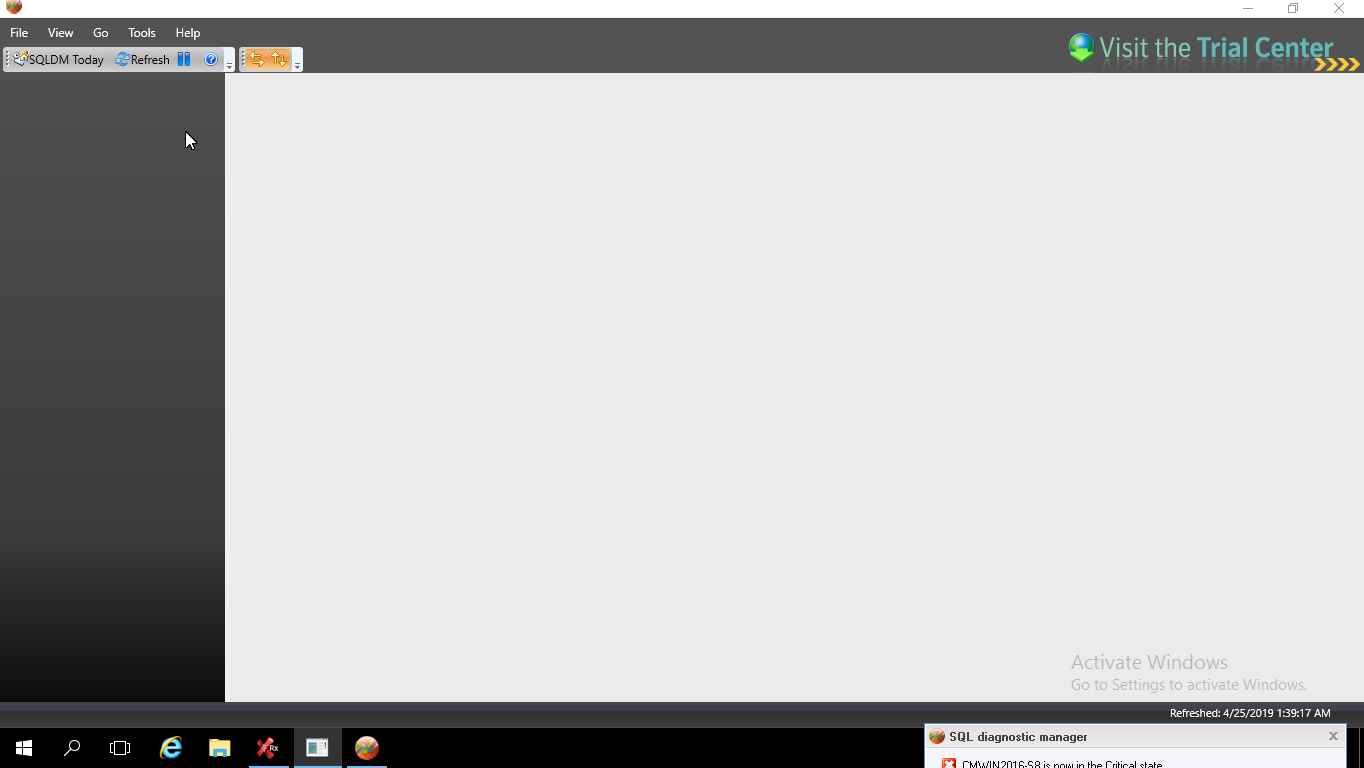 File View Go Tools Help
SQLDM Today Refresh
Visit the Trial Center
Activate Windows
Go to Settings to activate Windows.
Refreshed: 4/25/2019 1:39:17 AM
Rx
SQL diagnostic manager
CMWIN2016-S8 is now in the Critical state